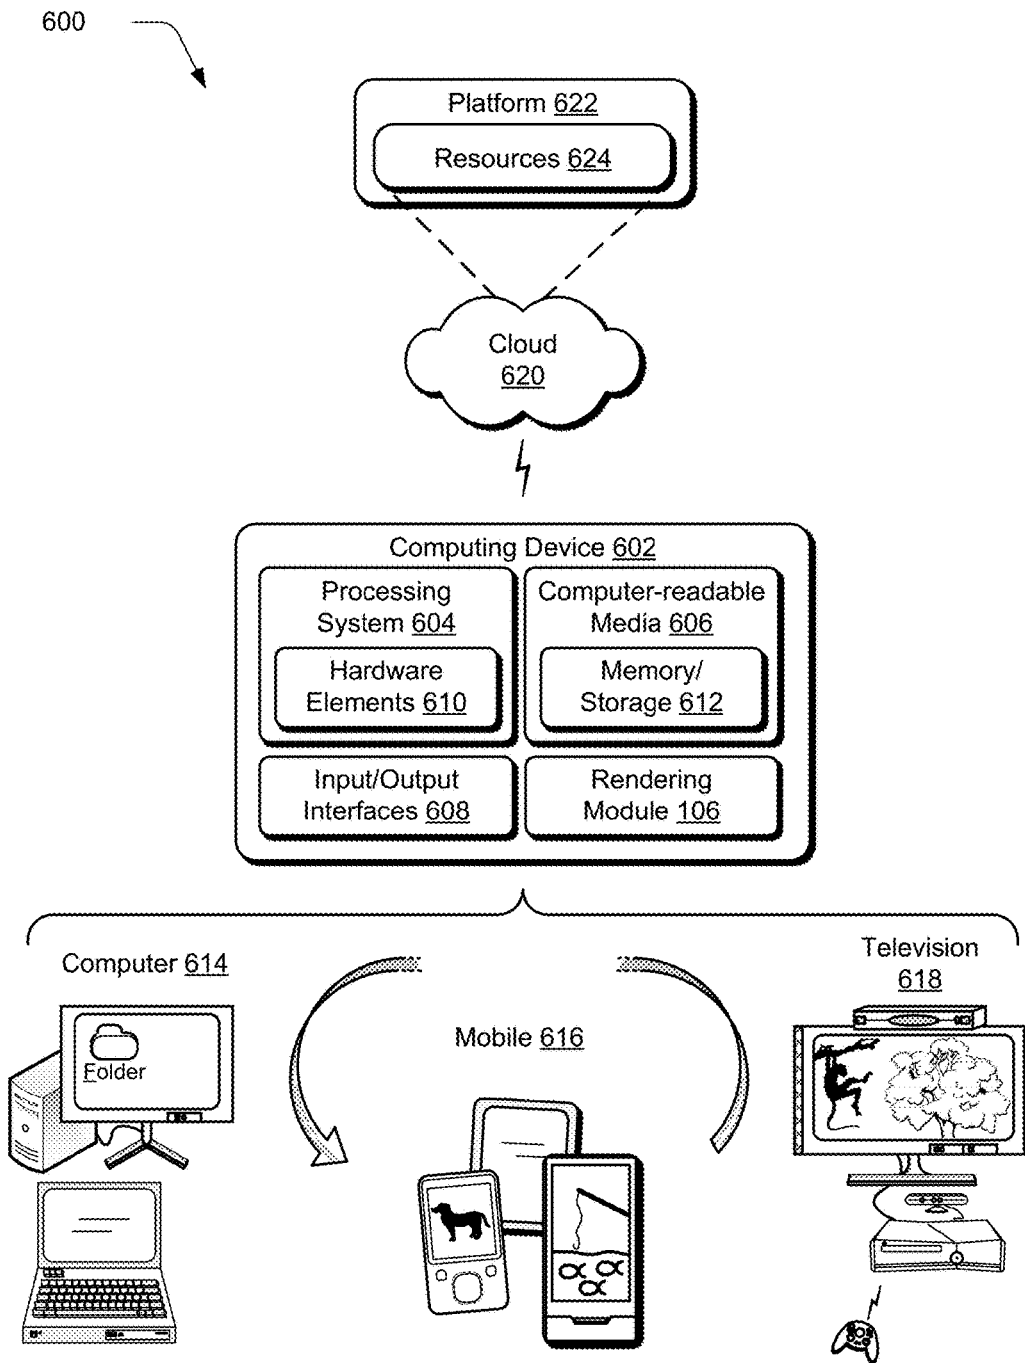 600
Platform 622
Resources 624
Cloud
620
Computing Device 602
Processing
System 604
Hardware
Elements 610
Computer-readable
Media 606
Memory/
Storage 612
Input/Output
Interfaces 608
Rendering
Module 106
Computer 614
Folder
Mobile 616
Television
618